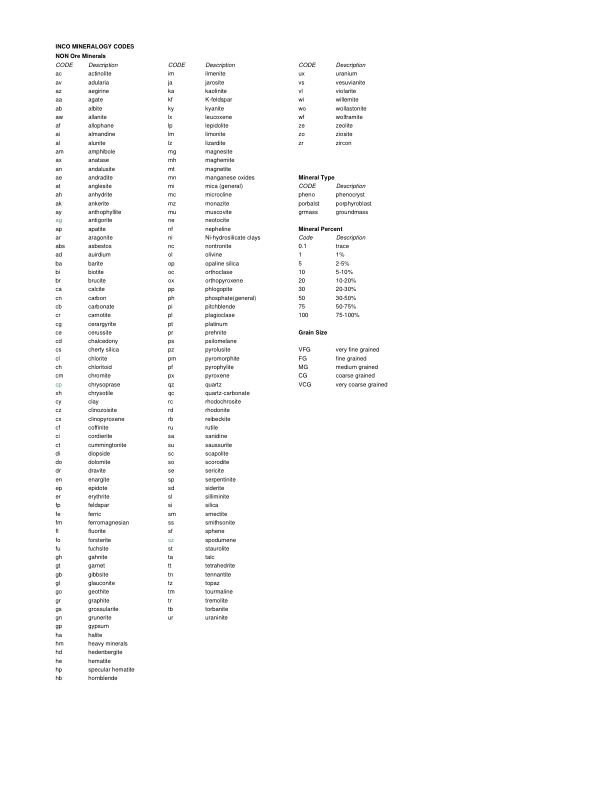 INCO MINERALOGY CODES
NON Ore Minerals
CODE Description
ac actinolite
av adularia
az aegirine
aa agate
ab albite
aw allanite
af allophane
ai almandine
al alunite
am amphibole
ax anatase
an andalusite
ae andradite
at anglesite
ah anhydrite
ak ankerite
ay anthophyllite
ag antigorite
ap apatite
ar aragonite
abs asbestos
ad auirdium
ba barite
bi biotite
br brucite
ca calcite
cn carbon
cb carbonite
cr carnotite
cg cerargyrite
ce cerussite
cd chalcedony
cs cherty silica
cl chlorite
ch chloritoid
cm chromite
cp chrysoprase
xh chrysotile
cy clay
cz clinozoisite
cx clinopyroxene
cf coffinite
ci cordierite
ct cummingtonite
di diopside
do dolomite
dr dravite
en enargite
ep epidote
er erythrite
fp feldspar
fe ferric
fm ferromagnesian
fl fluorite
fo forsterite
fu fuchsite
gh gahnite
gt garnet
gb gibbsite
gl glauconite
go geothite
gr graphite
gs grossularite
gn grunerite
gp gypsum
ha halite
hm heavy minerals
hd hedenbergite
he hematite
hp specular hematite
hb hornblende
CODE Description
im ilmenite
ja jarosite
ka kaolinite
kf K-feldspar
ky kyanite
lx leucoxene
lp lepidolite
lm limonite
lz lizardite
mg magnesite
mh maghemite
mt magnetite
mn manganese oxides
mi mica (general)
mc microcline
mz monazite
mu muscovite
ne neotocite
nf nepheline
ni Ni-hydrosilicate clays
nc nontronite
ol olivine
op opaline silica
oc orthoclase
ox orthopyroxene
pp phlogopite
ph phosphate(general)
pi pitchblende
pl plagioclase
pt platinum
pr prehnite
ps psilomelane
pz pyrolusite
pm pyromorphite
pf pyrophylite
px pyroxene
qz quartz
qc quartz-carbonate
rc rhodochrosite
rd rhodonite
rb reibeckite
ru rutile
sa sanidine
su saussurite
sc scapolite
so scorodite
se sericite
sp serpentinite
sd siderite
sl silliminite
si silica
sm smectite
ss smithsonite
sf sphene
sz spodumene
st staurolite
ta talc
tt tetrahedrite
tn tennantite
tz topaz
tm tourmaline
tr tremolite
tb torbanite
ur uraninite
CODE Description
ux uranium
vs vesuvianite
vl violarite
wi willemite
wo wollastonite
wf wolframite
ze zeolite
zo ziosite
zr zircon
Mineral Type
CODE Description
pheno phenocryst
porbalst porphyroblast
grmass groundmass
Mineral Percent
Code Description
0.1 trace
1 1%
5 2-5%
10 5-10%
20 10-20%
30 20-30%
50 30-50%
75 50-75%
100 75-100%
Grain Size
VFG very fine grained
FG fine grained
MG medium grained
CG coarse grained
VCG very coarse grained